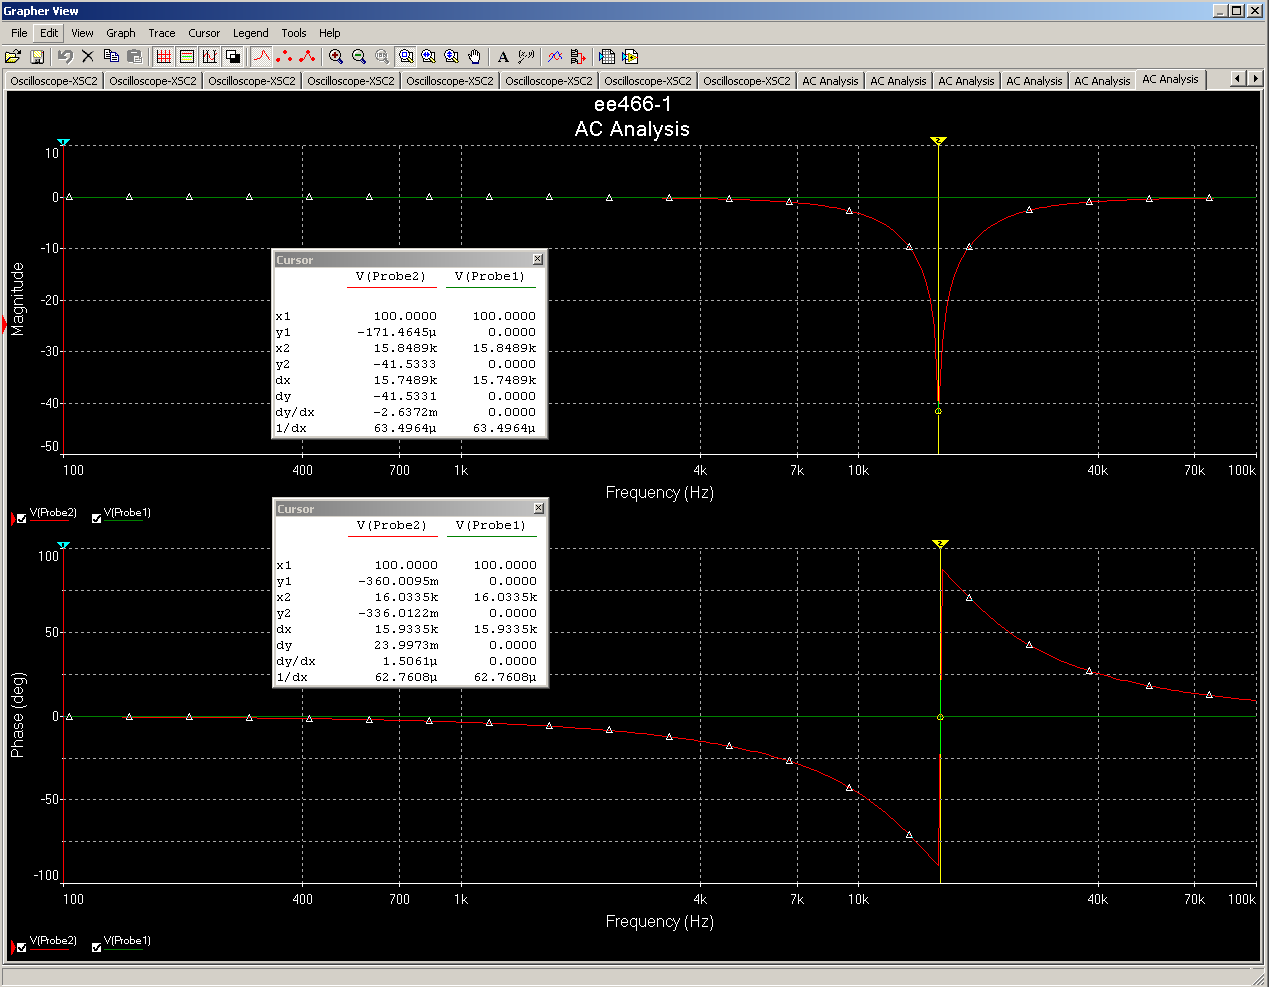 Grapher View
File Edit View Graph Trace Cursor Legend Tools Help
Oscilloscope-XSC2 Oscilloscope-XSC2 Oscilloscope-XSC2 Oscilloscope-XSC2 Oscilloscope-XSC2 Oscilloscope-XSC2 Oscilloscope-XSC2 Oscilloscope-XSC2 AC Analysis AC Analysis AC Analysis AC Analysis AC Analysis AC Analysis
ee466-1
AC Analysis
Magnitude
10
0
-10
-20
-30
-40
-50
100 400 700 1k 4k 7k 10k 40k 70k 100k
Frequency (Hz)
Cursor
V(Probe2) V(Probe1)
x1 100.0000 100.0000
y1 -171.4645µ 0.0000
x2 15.8489k 15.8489k
y2 -41.5333 0.0000
dx 15.7489k 15.7489k
dy -41.5331 0.0000
dy/dx -2.6372m 0.0000
1/dx 63.4964µ 63.4964µ
V(Probe2) V(Probe1)
Cursor
V(Probe2) V(Probe1)
x1 100.0000 100.0000
y1 -360.0095m 0.0000
x2 16.0335k 16.0335k
y2 -336.0122m 0.0000
dx 15.9335k 15.9335k
dy 23.9973m 0.0000
dy/dx 1.5061µ 0.0000
1/dx 62.7608µ 62.7608µ
Phase (deg)
100
50
0
-50
-100
100 400 700 1k 4k 7k 10k 40k 70k 100k
Frequency (Hz)
V(Probe2) V(Probe1)